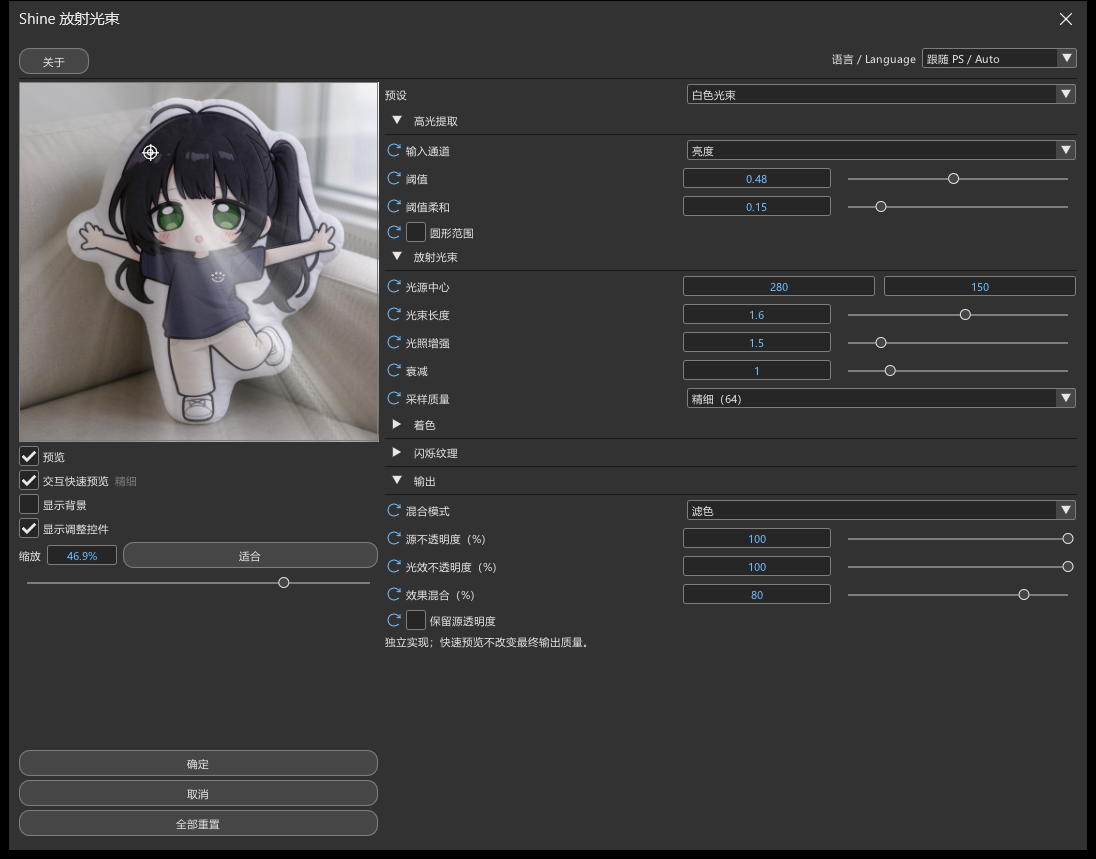 Shine 放射光束
关于
语言 / Language 跟随 PS / Auto
预设 白色光束
高光提取
输入通道 亮度
阈值 0.48
阈值柔和 0.15
圆形范围
放射光束
光源中心 280 150
光束长度 1.6
光照增强 1.5
衰减 1
采样质量 精细（64）
着色
闪烁纹理
输出
混合模式 滤色
源不透明度（%） 100
光效不透明度（%） 100
效果混合（%） 80
保留源透明度
独立实现；快速预览不改变最终输出质量。
预览
交互快速预览 精细
显示背景
显示调整控件
缩放 46.9% 适合
确定
取消
全部重置